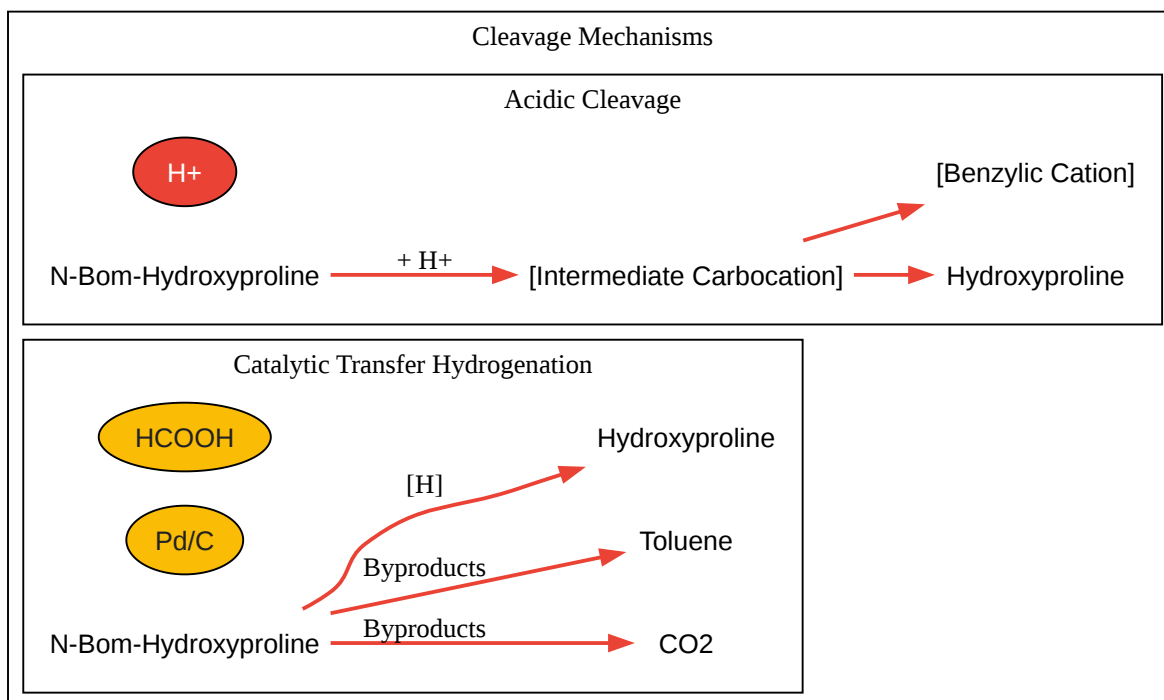 Cleavage Mechanisms
Acidic Cleavage
H+
[Benzylic Cation]
N-Bom-Hydroxyproline
+ H+
[Intermediate Carbocation]
Hydroxyproline
Catalytic Transfer Hydrogenation
HCOOH
Hydroxyproline
[H]
Pd/C
Toluene
Byproducts
N-Bom-Hydroxyproline
Byproducts
CO2